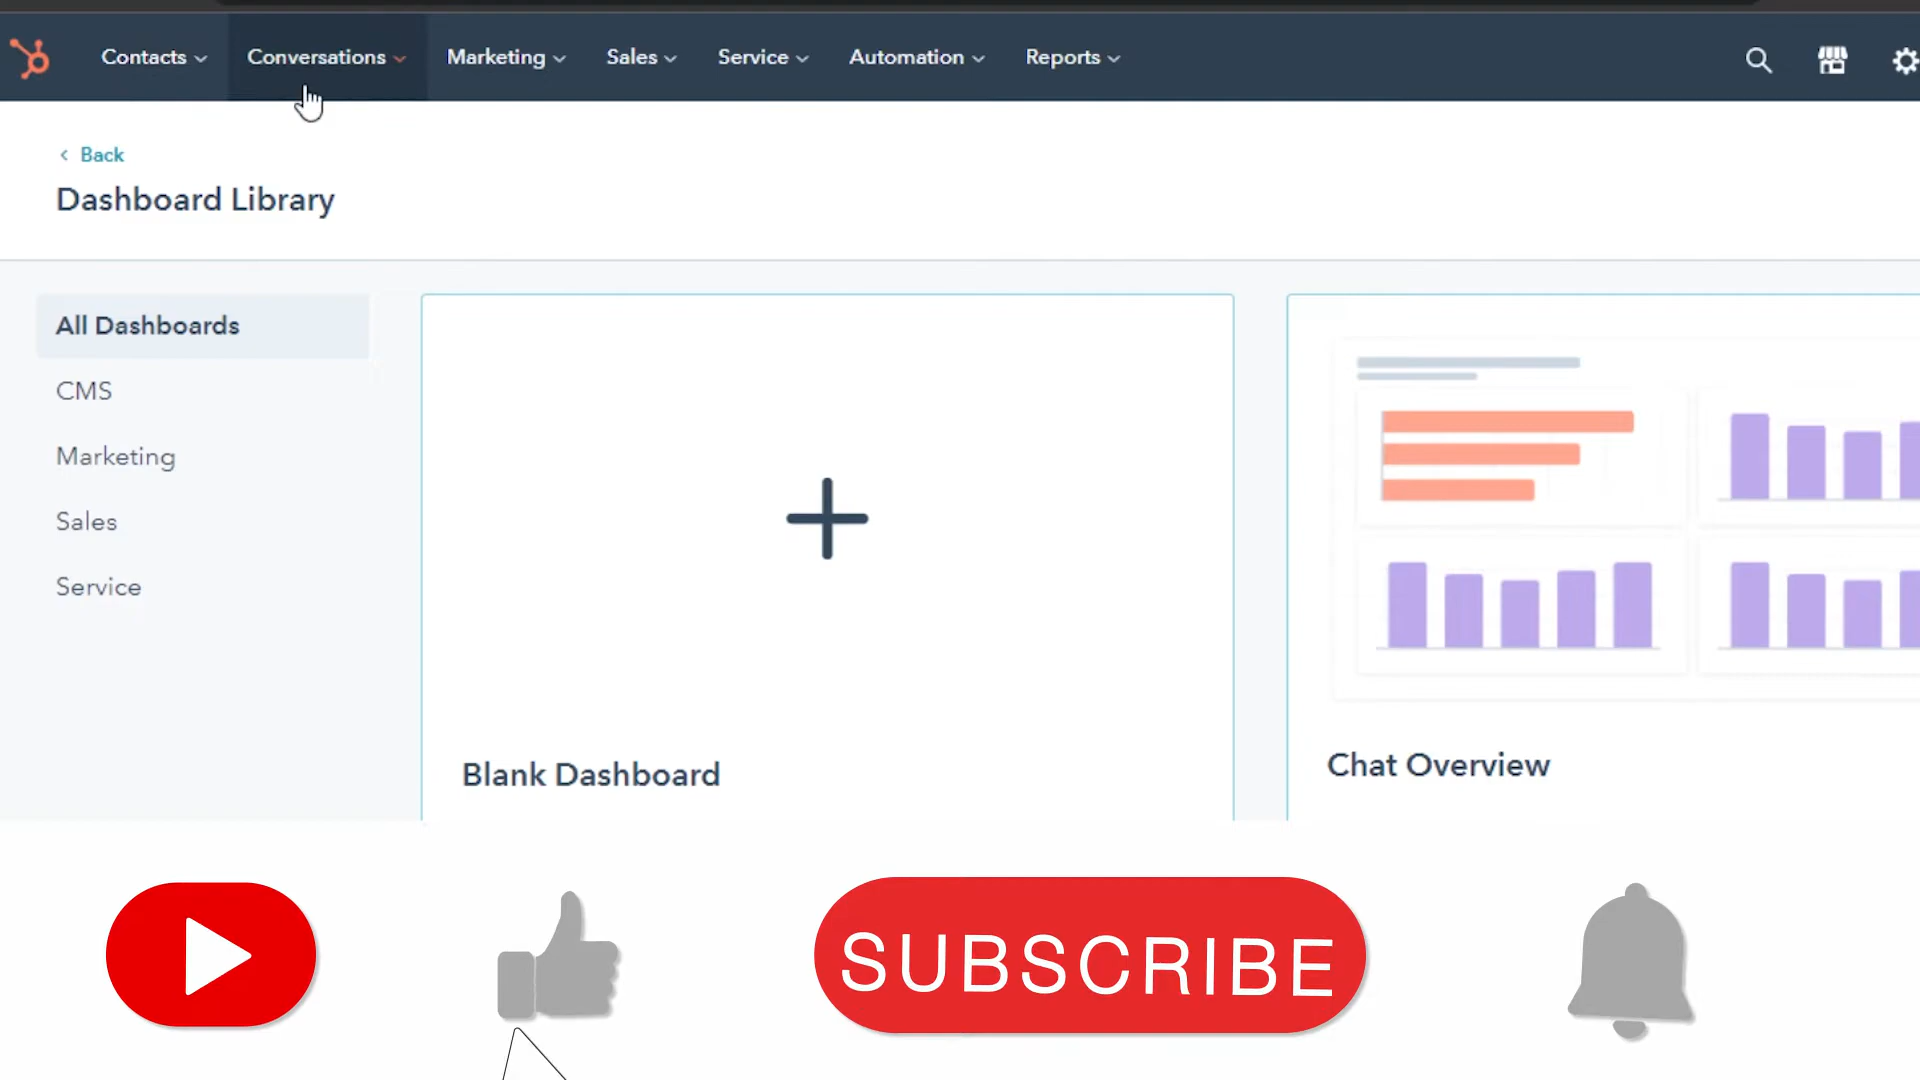 Contacts Conversations Marketing Sales Service Automation Reports
Back
Dashboard Library
All Dashboards
CMS
Marketing
Sales
Service
Blank Dashboard
Chat Overview
SUBSCRIBE